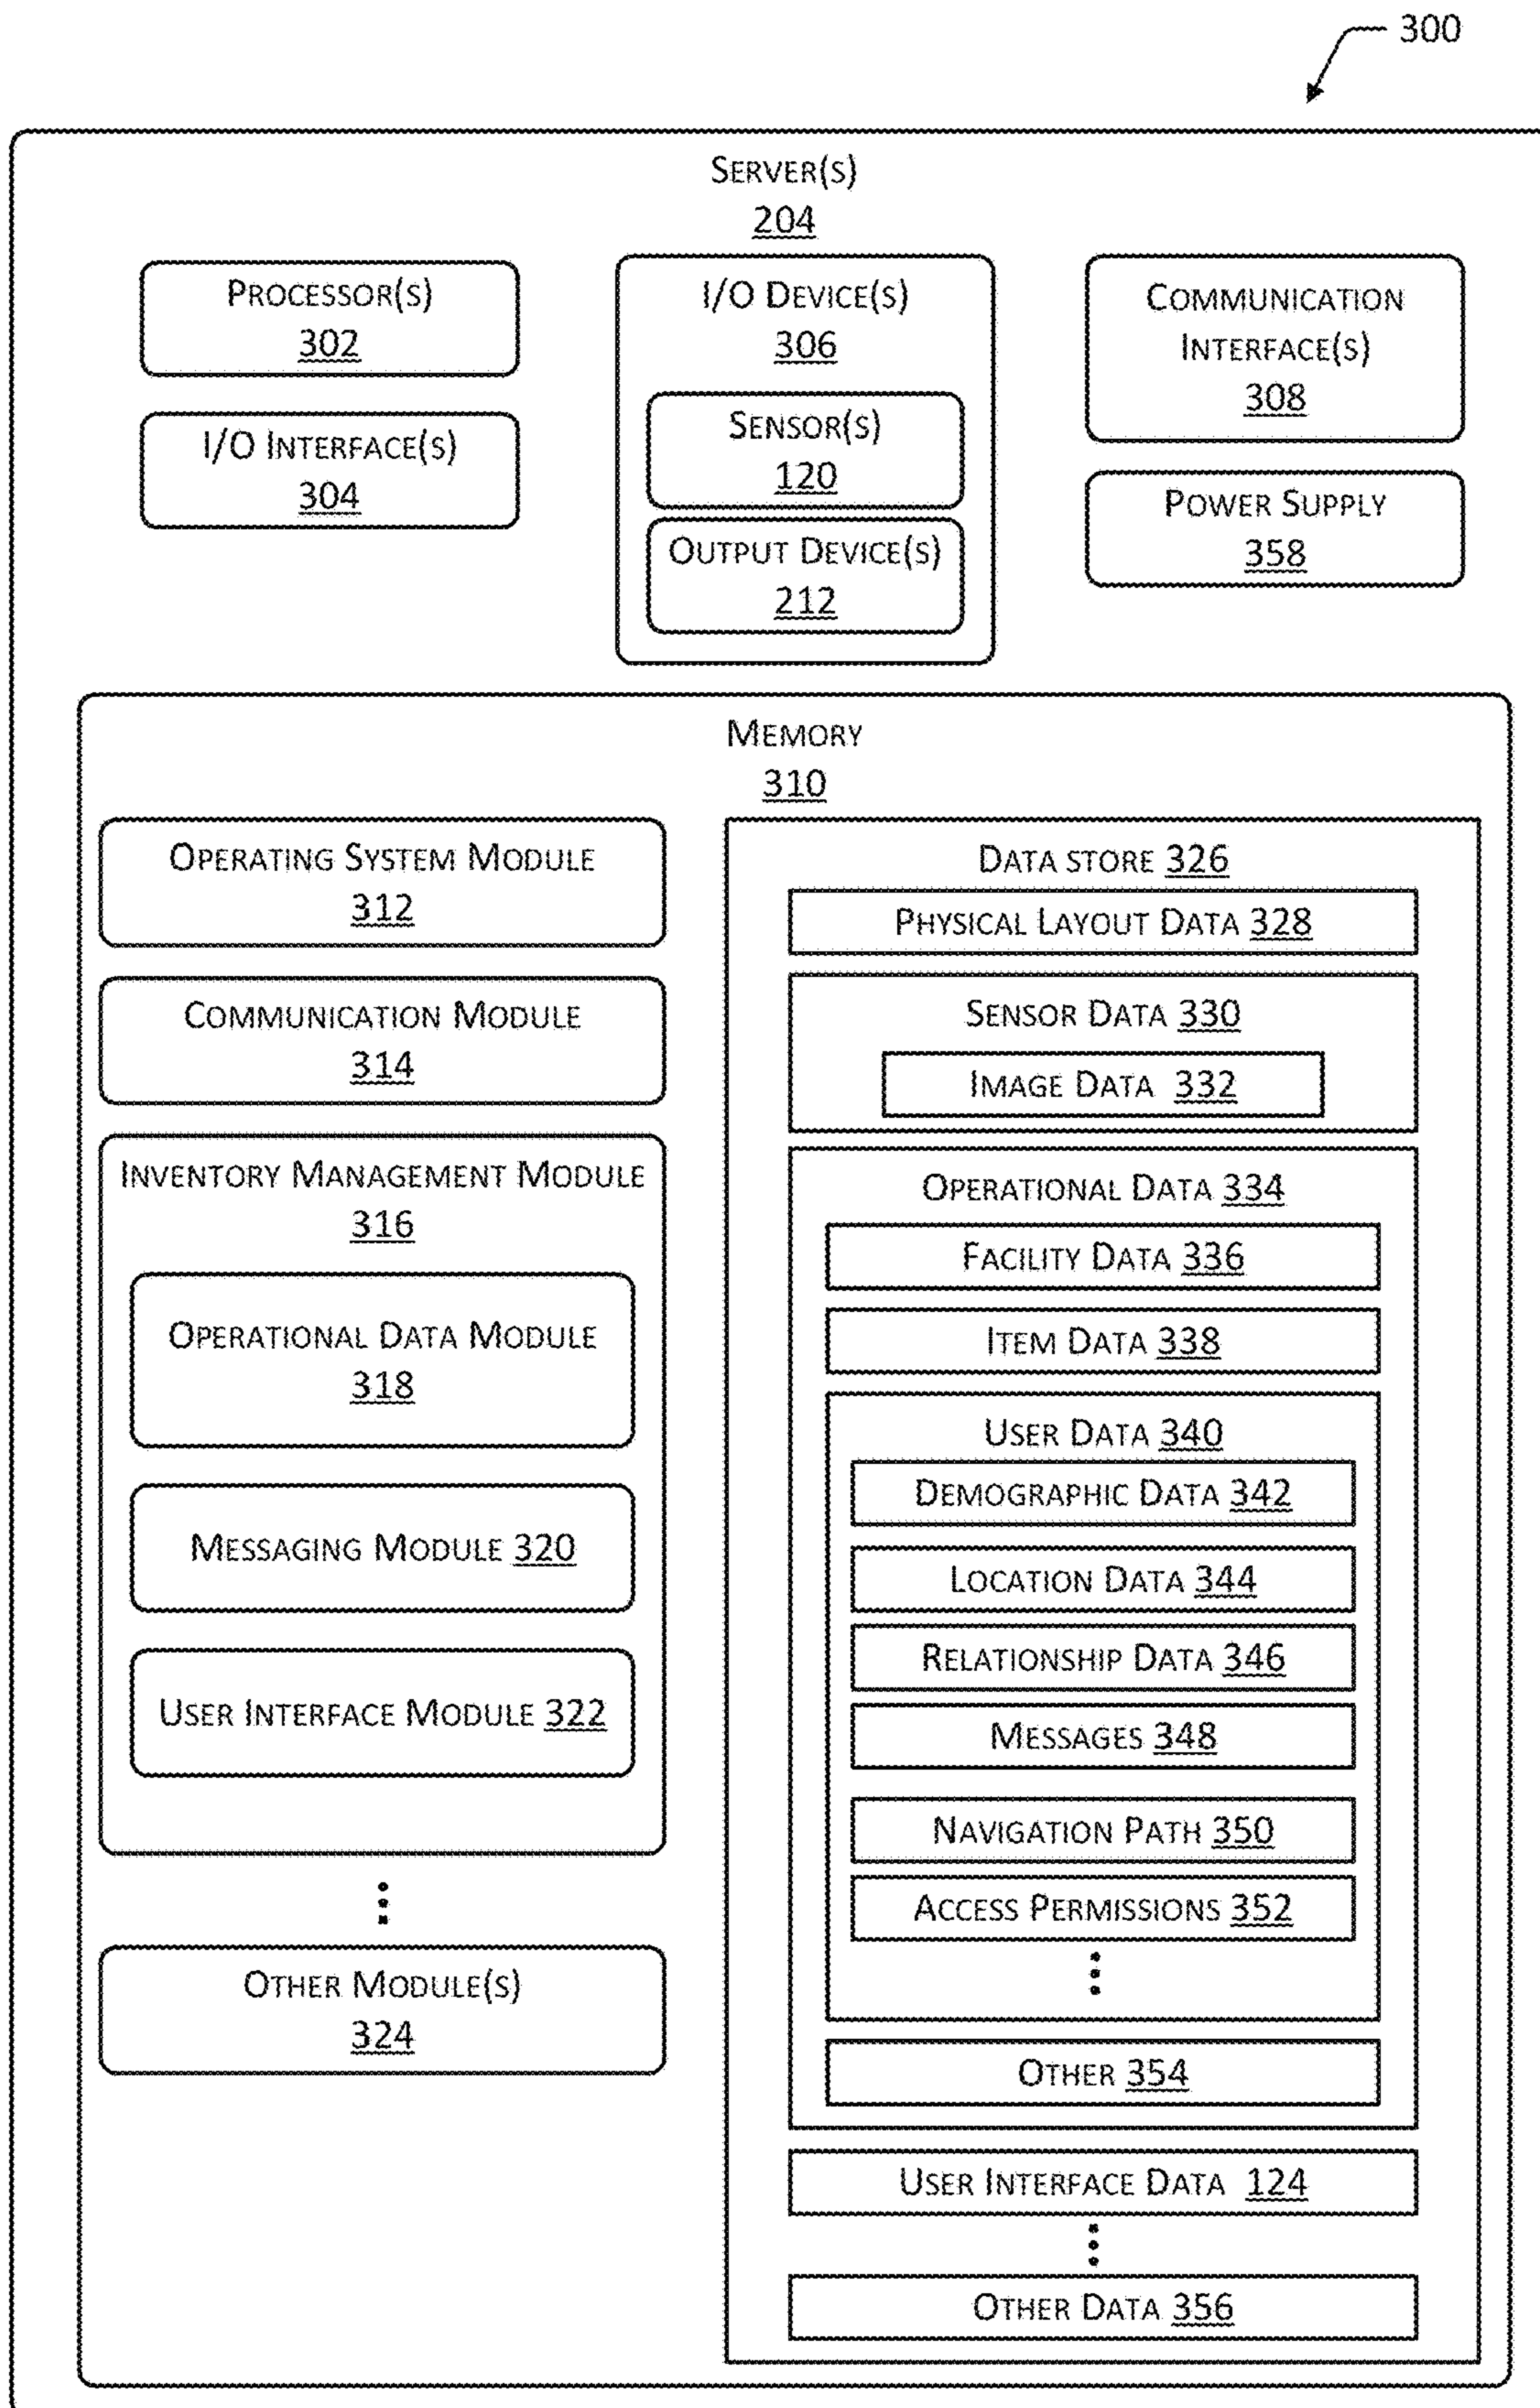 300
SERVER(S)
204
PROCESSOR(S)
302
I/O INTERFACE(S)
304
I/O DEVICE(S)
306
SENSOR(S)
120
OUTPUT DEVICE(S)
212
COMMUNICATION
INTERFACE(S)
308
POWER SUPPLY
358
MEMORY
310
OPERATING SYSTEM MODULE
312
COMMUNICATION MODULE
314
INVENTORY MANAGEMENT MODULE
316
OPERATIONAL DATA MODULE
318
MESSAGING MODULE 320
USER INTERFACE MODULE 322
OTHER MODULE(S)
324
DATA STORE 326
PHYSICAL LAYOUT DATA 328
SENSOR DATA 330
IMAGE DATA 332
OPERATIONAL DATA 334
FACILITY DATA 336
ITEM DATA 338
USER DATA 340
DEMOGRAPHIC DATA 342
LOCATION DATA 344
RELATIONSHIP DATA 346
MESSAGES 348
NAVIGATION PATH 350
ACCESS PERMISSIONS 352
OTHER 354
USER INTERFACE DATA 124
OTHER DATA 356